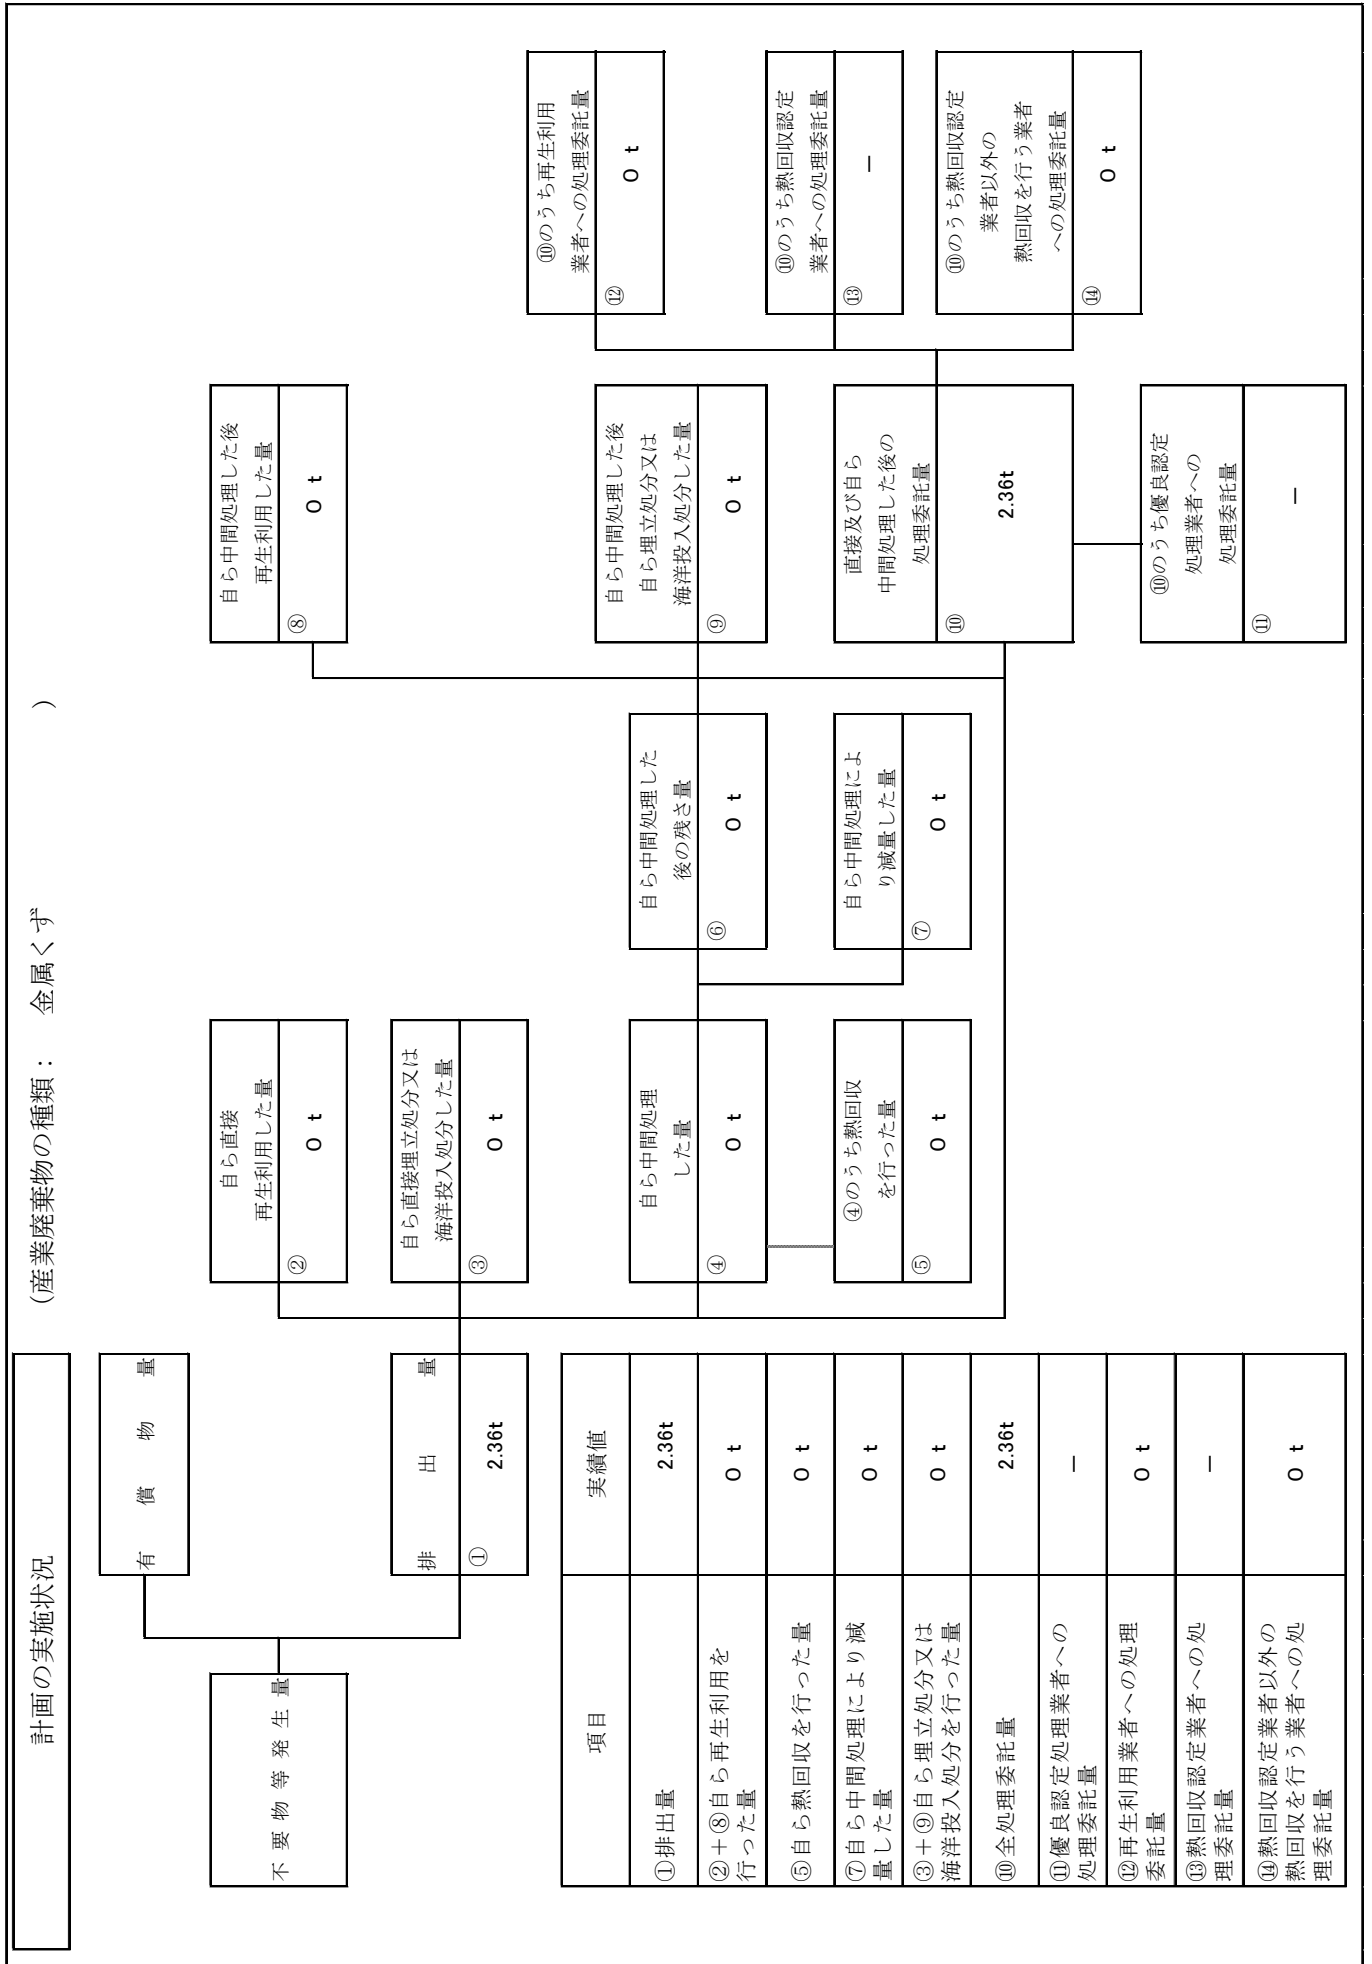 計画の実施状況
(産業廃棄物の種類： 金属くず )
有償物量
不要物等発生量
排出量
① 2.36t
自ら直接
再生利用した量
② 0 t
自ら直接埋立処分又は
海洋投入処分した量
③ 0 t
自ら中間処理
した量
④ 0 t
④のうち熱回収
を行った量
⑤ 0 t
自ら中間処理した
後の残さ量
⑥ 0 t
自ら中間処理によ
り減量した量
⑦ 0 t
自ら中間処理した後
再生利用した量
⑧ 0 t
自ら中間処理した後
自ら埋立処分又は
海洋投入処分した量
⑨ 0 t
直接及び自ら
中間処理した後の
処理委託量
⑩ 2.36t
⑩のうち優良認定
処理業者への
処理委託量
⑪ －
⑩のうち再生利用
業者への処理委託量
⑫ 0 t
⑩のうち熱回収認定
業者への処理委託量
⑬ －
⑩のうち熱回収認定
業者以外の
熱回収を行う業者
への処理委託量
⑭ 0 t
項目 実績値
①排出量 2.36t
②＋⑧自ら再生利用を
行った量 0 t
⑤自ら熱回収を行った量 0 t
⑦自ら中間処理により減
量した量 0 t
③＋⑨自ら埋立処分又は
海洋投入処分を行った量 0 t
⑩全処理委託量 2.36t
⑪優良認定処理業者への
処理委託量 －
⑫再生利用業者への処理
委託量 0 t
⑬熱回収認定業者への処
理委託量 －
⑭熱回収認定業者以外の
熱回収を行う業者への処
理委託量 0 t